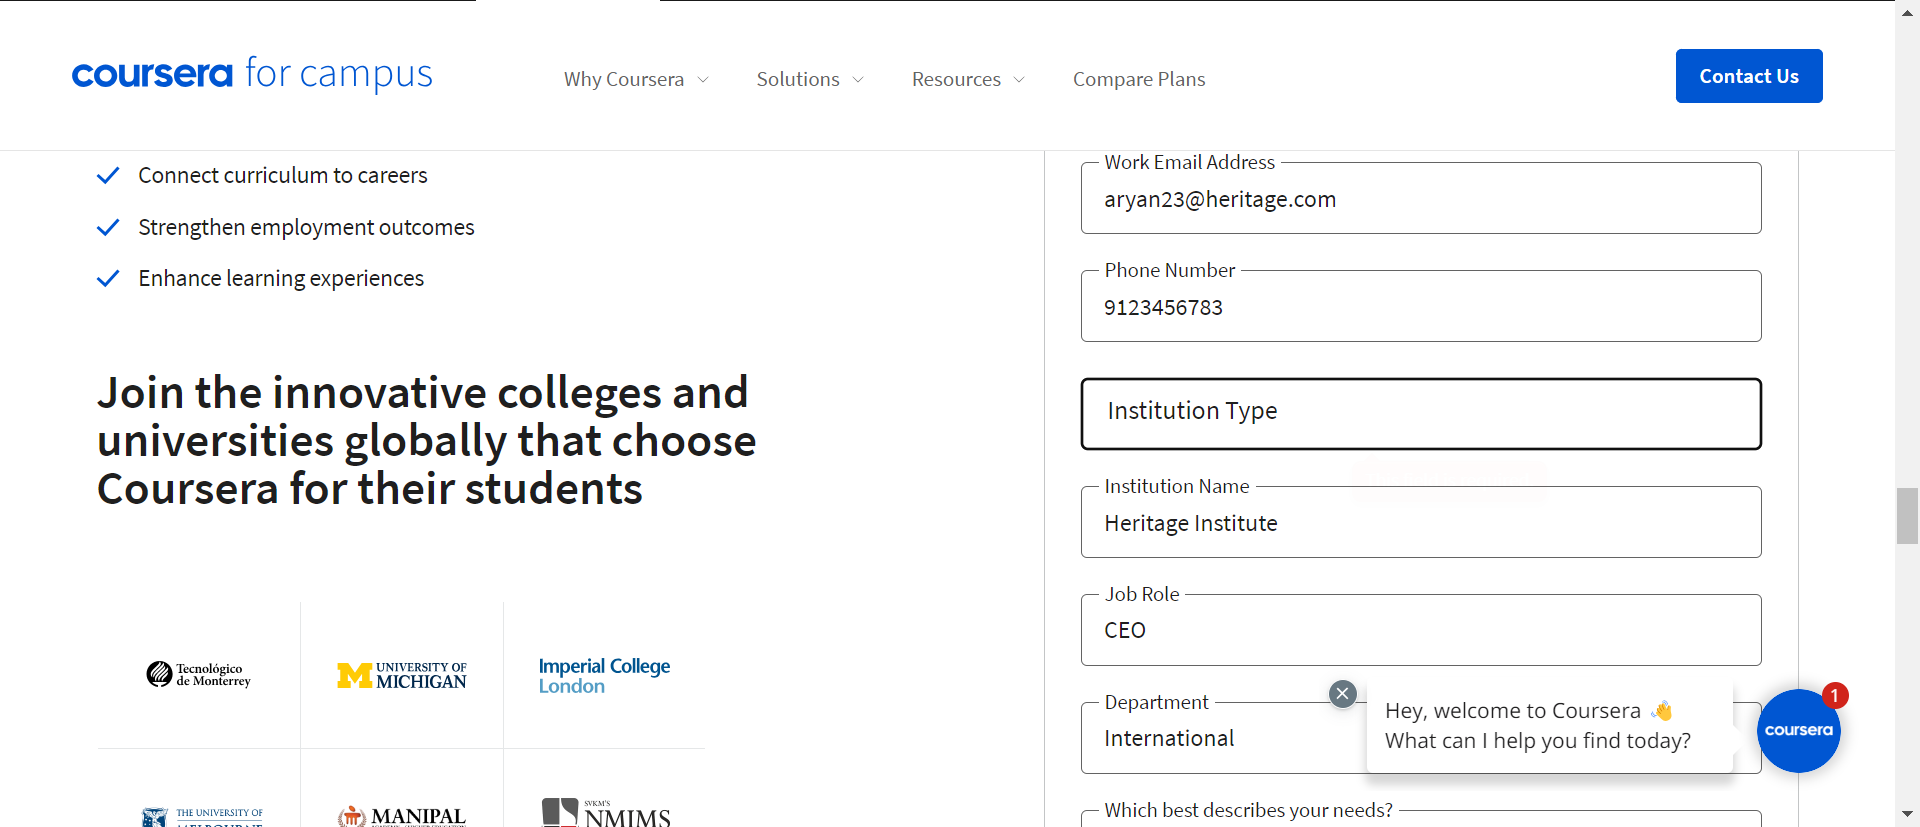 coursera for campus
Why Coursera
Solutions
Resources
Compare Plans
Contact Us
Connect curriculum to careers
Strengthen employment outcomes
Enhance learning experiences
Join the innovative colleges and
universities globally that choose
Coursera for their students
Tecnológico
de Monterrey
M UNIVERSITY OF
MICHIGAN
Imperial College
London
THE UNIVERSITY OF
MELBOURNE
MANIPAL
SVKM'S
NMIMS
Work Email Address
aryan23@heritage.com
Phone Number
9123456783
Institution Type
Institution Name
Heritage Institute
Job Role
CEO
Department
International
Which best describes your needs?
Hey, welcome to Coursera 👋
What can I help you find today?
coursera
1